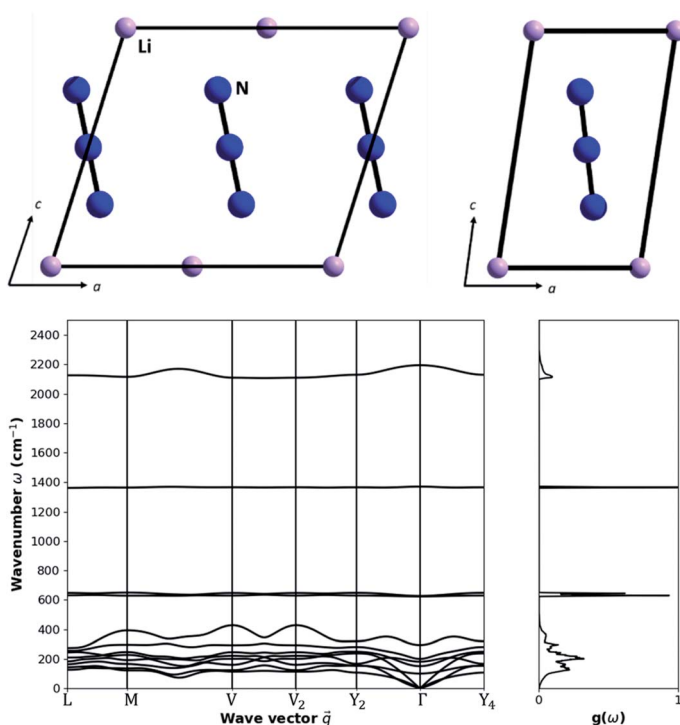 Li
N
c
a
c
a
2400
2200
2000
1800
1600
1400
1200
1000
800
600
400
200
0
Wavenumber ω (cm⁻¹)
L M V V₂ Y₂ Γ Y₄
Wave vector q⃗
0 1
g(ω)